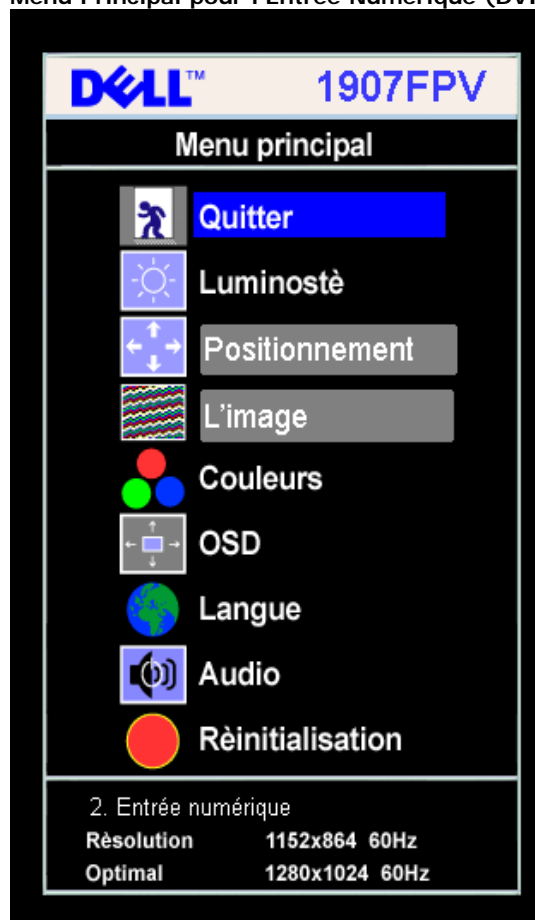 Menu Principal pour l'Entrée Numérique (DVI
DELL™ 1907FPV
Menu principal
Quitter
Luminostè
Positionnement
L'image
Couleurs
OSD
Langue
Audio
Rèinitialisation
2. Entrée numérique
Rèsolution 1152x864 60Hz
Optimal 1280x1024 60Hz